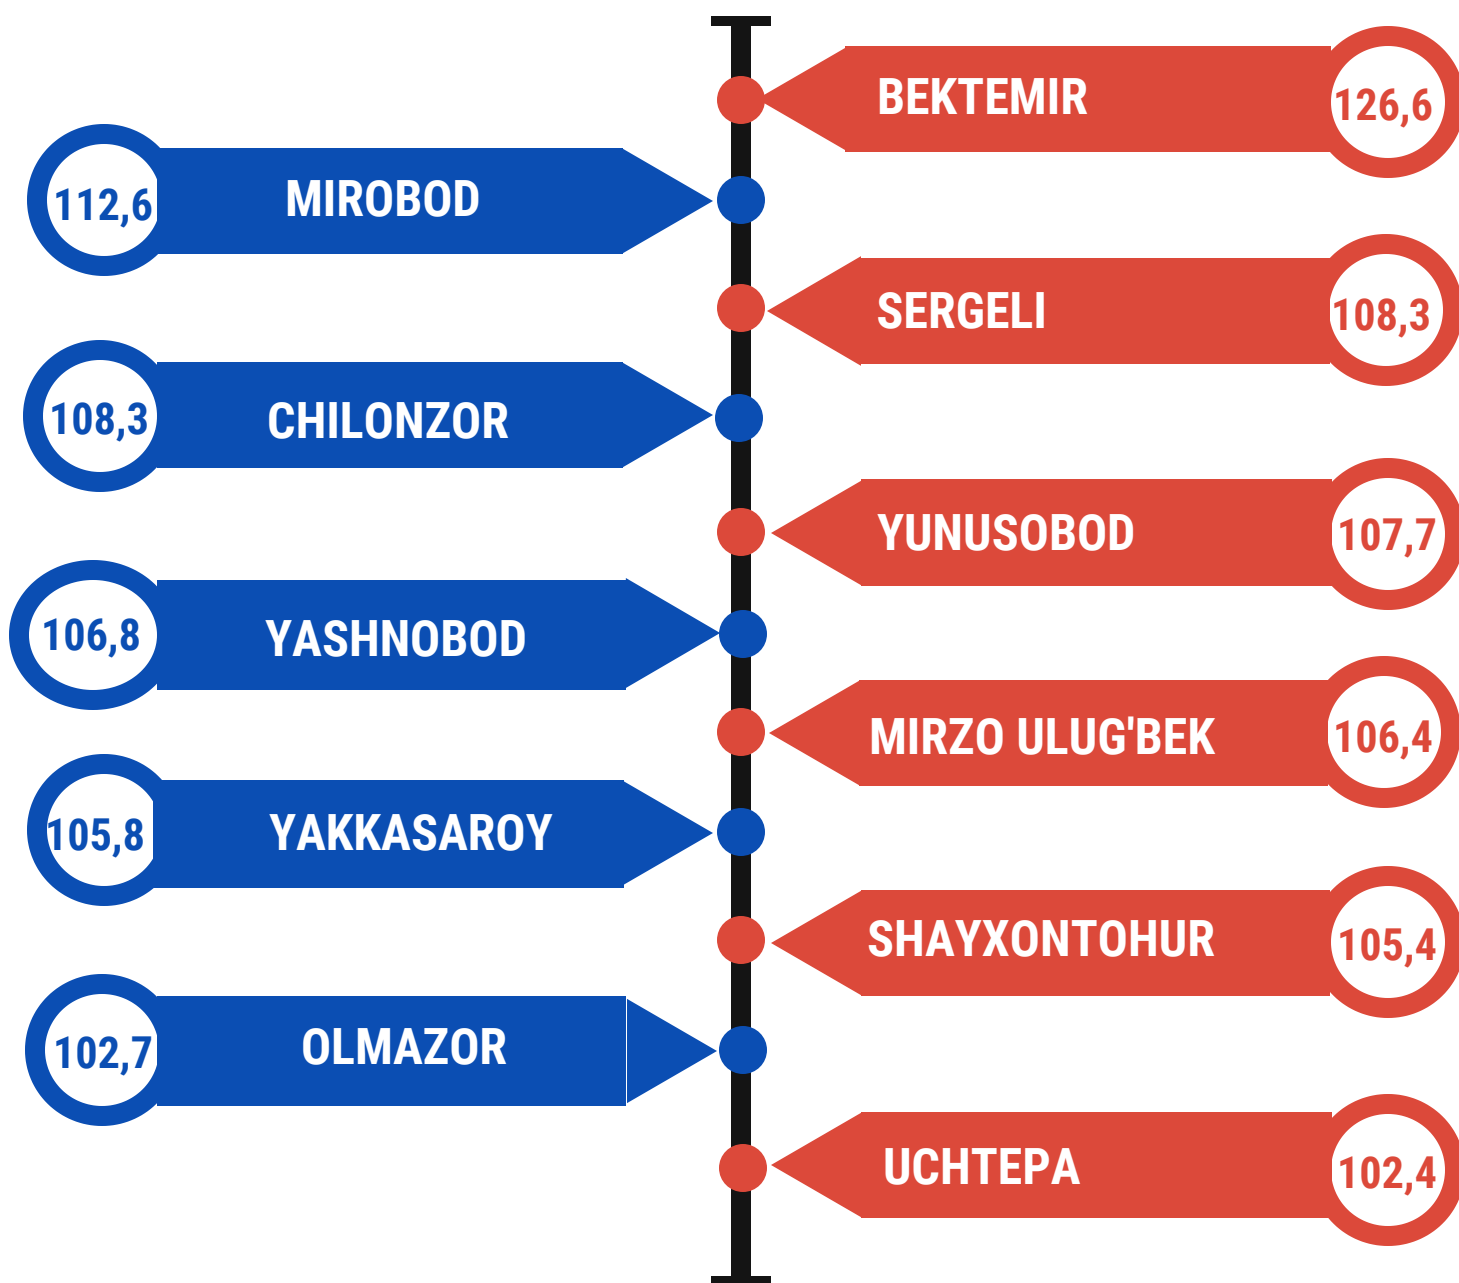 BEKTEMIR
126,6
112,6
MIROBOD
SERGELI
108,3
108,3
CHILONZOR
YUNUSOBOD
107,7
106,8
YASHNOBOD
MIRZO ULUG'BEK
106,4
105,8
YAKKASAROY
SHAYXONTOHUR
105,4
102,7
OLMAZOR
UCHTEPA
102,4